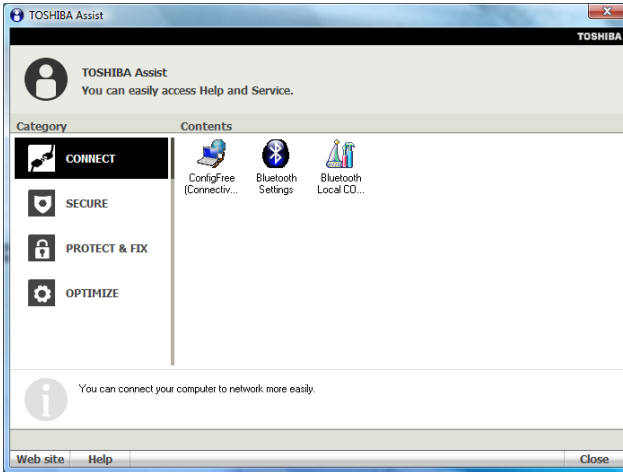 TOSHIBA Assist
TOSHIBA
TOSHIBA Assist
You can easily access Help and Service.
Category
Contents
CONNECT
SECURE
PROTECT & FIX
OPTIMIZE
ConfigFree
(Connectiv...
Bluetooth
Settings
Bluetooth
Local CO...
You can connect your computer to network more easily.
Web site
Help
Close